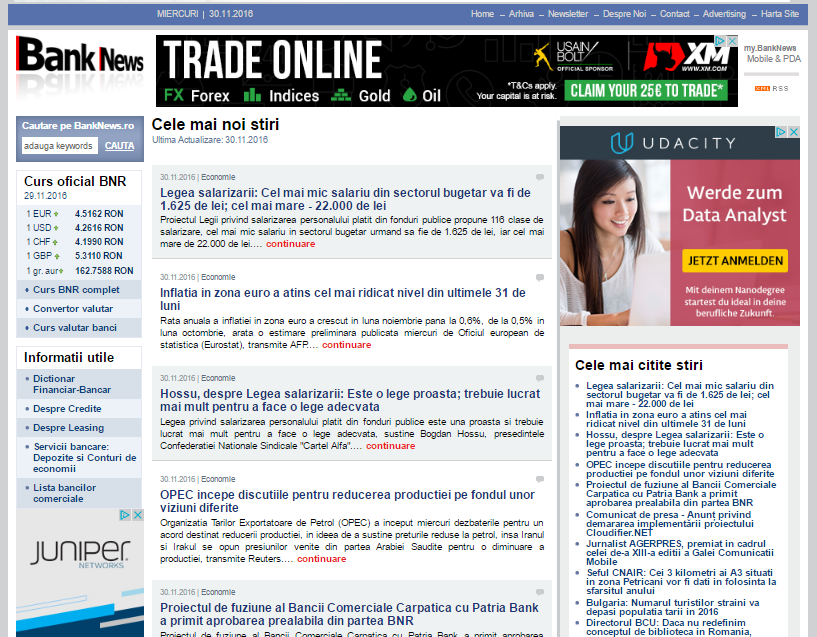 MIERCURI | 30.11.2016
Home – Arhiva – Newsletter – Despre Noi – Contact – Advertising – Harta Site
Bank News
TRADE ONLINE
FX Forex Indices Gold Oil
USAIN
BOLT
OFFICIAL SPONSOR
XM
WWW.XM.COM
*T&Cs apply.
Your capital is at risk.
CLAIM YOUR 25€ TO TRADE*
my.BankNews
Mobile & PDA
XML RSS
Cautare pe BankNews.ro
adauga keywords CAUTA
Curs oficial BNR
29.11.2016
1 EUR 4.5162 RON
1 USD 4.2616 RON
1 CHF 4.1990 RON
1 GBP 5.3110 RON
1 gr. aur 162.7588 RON
Curs BNR complet
Convertor valutar
Curs valutar banci
Informatii utile
Dictionar
Financiar-Bancar
Despre Credite
Despre Leasing
Servicii bancare:
Depozite si Conturi de
economii
Lista bancilor
comerciale
JUNIPER
NETWORKS
Cele mai noi stiri
Ultima Actualizare: 30.11.2016
30.11.2016 | Economie
Legea salarizarii: Cel mai mic salariu din sectorul bugetar va fi de
1.625 de lei; cel mai mare - 22.000 de lei
Proiectul Legii privind salarizarea personalului platit din fonduri publice propune 116 clase de
salarizare, cel mai mic salariu in sectorul bugetar urmand sa fie de 1.625 de lei, iar cel mai
mare de 22.000 de lei.... continuare
30.11.2016 | Economie
Inflatia in zona euro a atins cel mai ridicat nivel din ultimele 31 de
luni
Rata anuala a inflatiei in zona euro a crescut in luna noiembrie pana la 0,6%, de la 0,5% in
luna octombrie, arata o estimare preliminara publicata miercuri de Oficiul european de
statistica (Eurostat), transmite AFP.... continuare
30.11.2016 | Economie
Hossu, despre Legea salarizarii: Este o lege proasta; trebuie lucrat
mai mult pentru a face o lege adecvata
Legea privind salarizarea personalului platit din fonduri publice este una proasta si trebuie
lucrat mai mult pentru a face o lege adecvata, sustine Bogdan Hossu, presedintele
Confederatiei Nationale Sindicale "Cartel Alfa".... continuare
30.11.2016 | Economie
OPEC incepe discutiile pentru reducerea productiei pe fondul unor
viziuni diferite
Organizatia Tarilor Exportatoare de Petrol (OPEC) a inceput miercuri dezbaterile pentru un
acord destinat reducerii productiei, in ideea de a sustine preturile reduse la petrol, insa Iranul
si Irakul se opun presiunilor venite din partea Arabiei Saudite pentru o diminuare a
productiei, transmite Reuters.... continuare
30.11.2016 | Economie
Proiectul de fuziune al Bancii Comerciale Carpatica cu Patria Bank
a primit aprobarea prealabila din partea BNR
Proiectul de fuziune al Bancii Comerciale Carpatica cu Patria Bank a primit aprobarea
UDACITY
Werde zum
Data Analyst
JETZT ANMELDEN
Mit deinem Nanodegree
startest du ideal in deine
berufliche Zukunft.
Cele mai citite stiri
Legea salarizarii: Cel mai mic salariu din
sectorul bugetar va fi de 1.625 de lei; cel
mai mare - 22.000 de lei
Inflatia in zona euro a atins cel mai
ridicat nivel din ultimele 31 de luni
Hossu, despre Legea salarizarii: Este o
lege proasta; trebuie lucrat mai mult
pentru a face o lege adecvata
OPEC incepe discutiile pentru reducerea
productiei pe fondul unor viziuni diferite
Proiectul de fuziune al Bancii Comerciale
Carpatica cu Patria Bank a primit
aprobarea prealabila din partea BNR
Comunicat de presa - Anunț privind
demararea implementării proiectului
Cloudifier.NET
Jurnalist AGERPRES, premiat in cadrul
celei de-a XIII-a editii a Galei Comunicatii
Mobile
Seful CNAIR: Cei 3 kilometri ai A3 situati
in zona Petricani vor fi dati in folosinta la
sfarsitul anului
Bulgaria: Numarul turistilor straini va
depasi populatia tarii in 2016
Directorul BCU: Daca nu redefinim
conceptul de biblioteca in Romania,